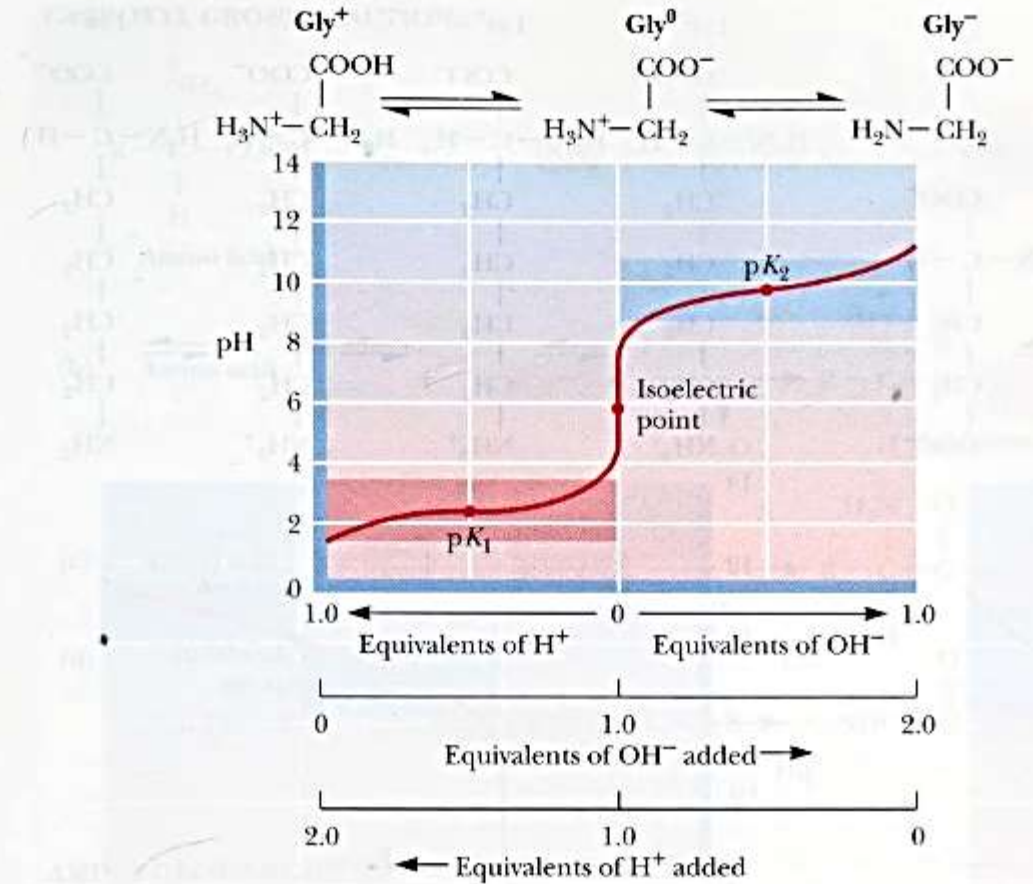 Gly⁺ Gly⁰ Gly⁻
COOH COO⁻ COO⁻
H₃N⁺—CH₂ H₃N⁺—CH₂ H₂N—CH₂
14
12
10
8
6
4
2
0
pH
pK₂
Isoelectric
point
pK₁
1.0 0 1.0
Equivalents of H⁺ Equivalents of OH⁻
0 1.0 2.0
Equivalents of OH⁻ added
2.0 1.0 0
Equivalents of H⁺ added